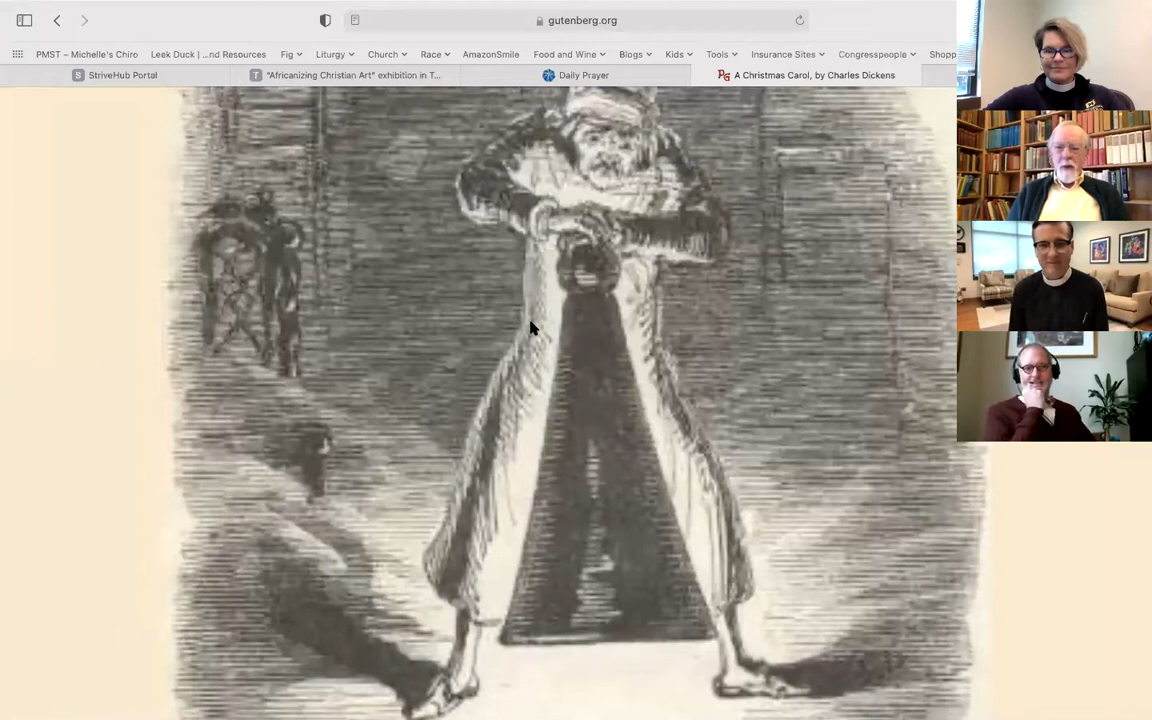 gutenberg.org
PMST – Michelle's Chiro Leek Duck | ...nd Resources Fig Liturgy Church Race AmazonSmile Food and Wine Blogs Kids Tools Insurance Sites Congresspeople Shopp
S StriveHub Portal T "Africanizing Christian Art" exhibition in T... Daily Prayer PG A Christmas Carol, by Charles Dickens